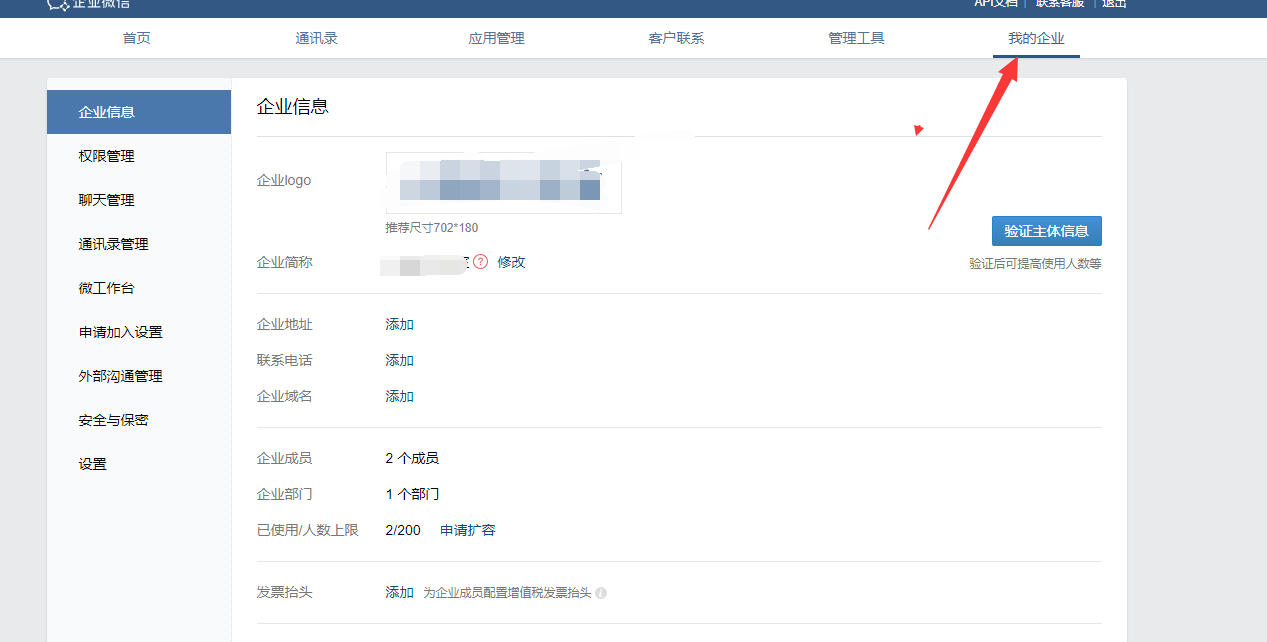 企业微信
API文档 | 联系客服 | 退出
首页 通讯录 应用管理 客户联系 管理工具 我的企业
企业信息
权限管理
聊天管理
通讯录管理
微工作台
申请加入设置
外部沟通管理
安全与保密
设置
企业信息
企业logo
推荐尺寸702*180
验证主体信息
验证后可提高使用人数等
企业简称 ? 修改
企业地址 添加
联系电话 添加
企业域名 添加
企业成员 2 个成员
企业部门 1 个部门
已使用/人数上限 2/200 申请扩容
发票抬头 添加 为企业成员配置增值税发票抬头 i